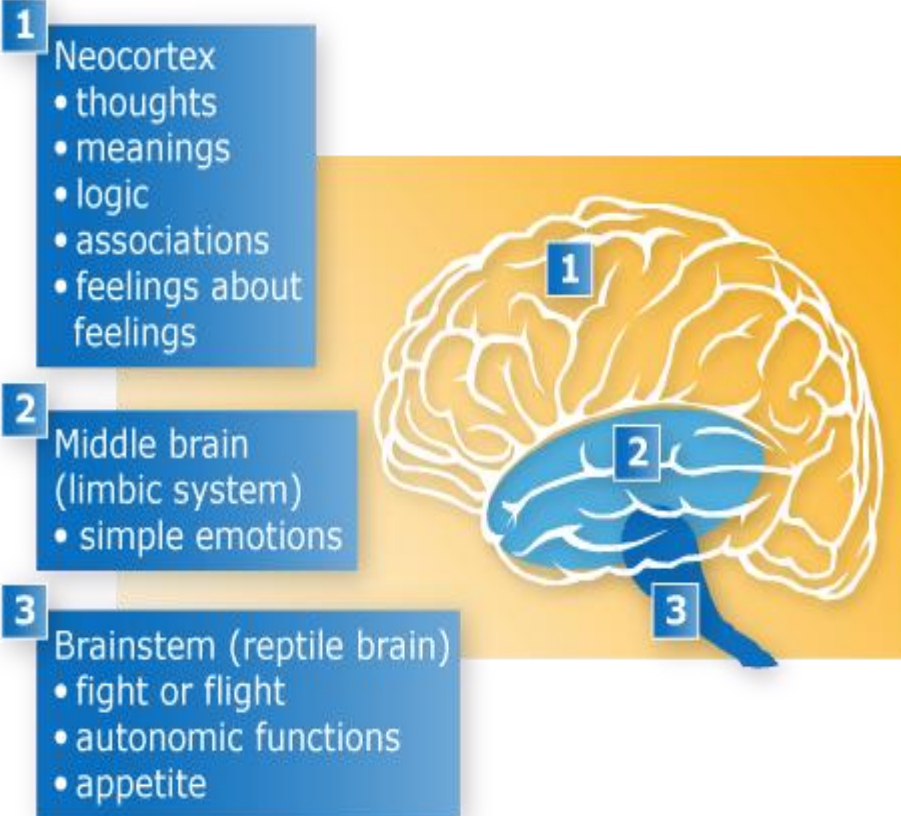 1
Neocortex
• thoughts
• meanings
• logic
• associations
• feelings about
feelings
2
Middle brain
(limbic system)
• simple emotions
3
Brainstem (reptile brain)
• fight or flight
• autonomic functions
• appetite
1
2
3